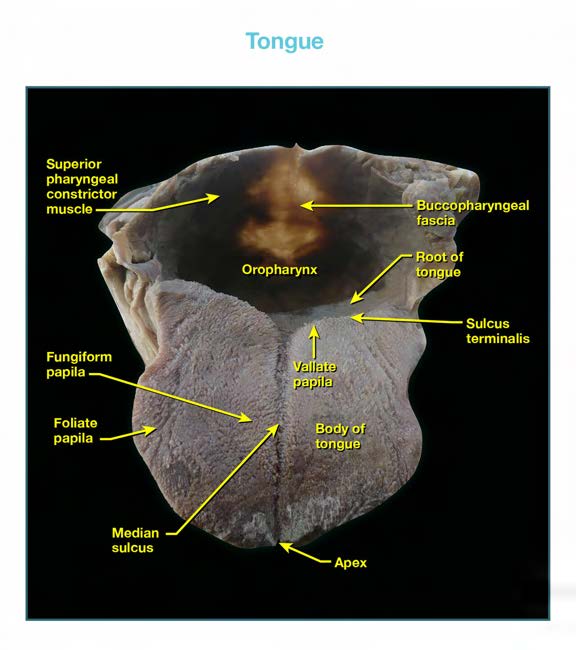 Tongue
Superior
pharyngeal
constrictor
muscle
Buccopharyngeal
fascia
Root of
tongue
Oropharynx
Sulcus
terminalis
Vallate
papila
Fungiform
papila
Foliate
papila
Body of
tongue
Median
sulcus
Apex